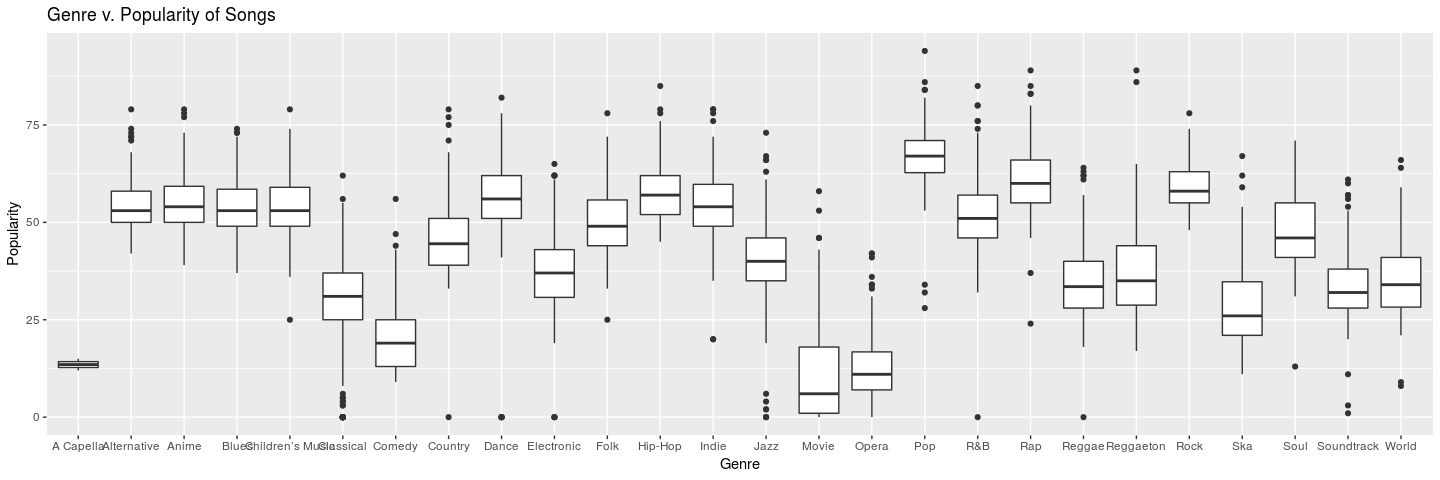 Genre v. Popularity of Songs
Popularity
75
50
25
0
A Capella Alternative Anime Blues Children's Music Classical Comedy Country Dance Electronic Folk Hip-Hop Indie Jazz Movie Opera Pop R&B Rap Reggae Reggaeton Rock Ska Soul Soundtrack World
Genre